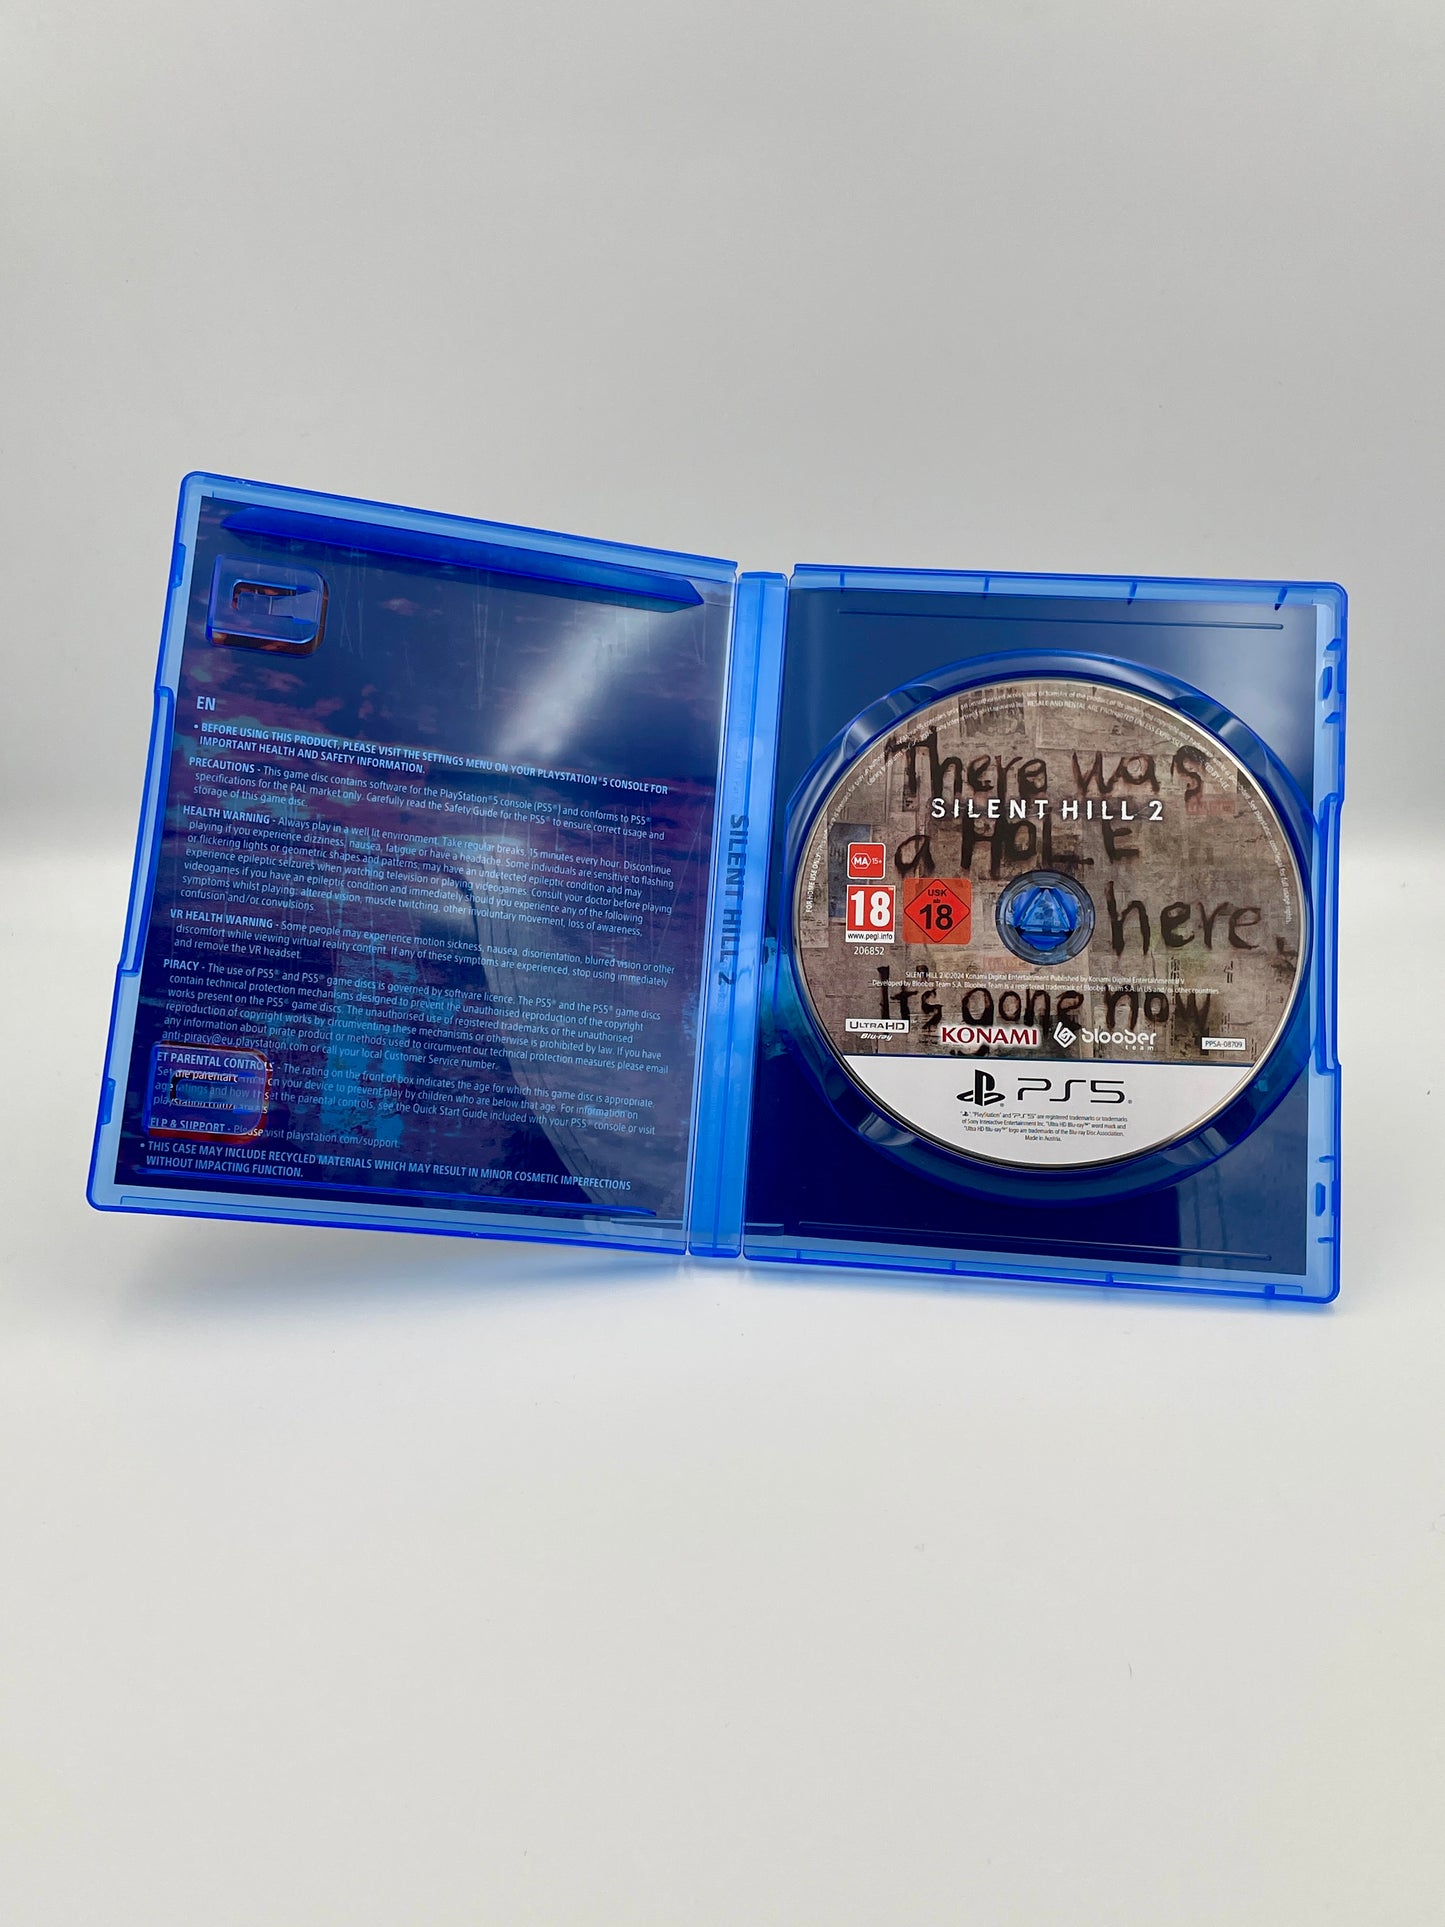 EN
• BEFORE USING THIS PRODUCT, PLEASE VISIT THE SETTINGS MENU ON YOUR PLAYSTATION®5 CONSOLE FOR
IMPORTANT HEALTH AND SAFETY INFORMATION.
PRECAUTIONS - This game disc contains software for the PlayStation®5 console (PS5®) and conforms to PS5®
specifications for the PAL market only. Carefully read the Safety Guide for the PS5® to ensure correct usage and
storage of this game disc.
HEALTH WARNING - Always play in a well lit environment. Take regular breaks, 15 minutes every hour. Discontinue
playing if you experience dizziness, nausea, fatigue or have a headache. Some individuals are sensitive to flashing
or flickering lights or geometric shapes and patterns, may have an undetected epileptic condition and may
experience epileptic seizures when watching television or playing videogames. Consult your doctor before playing
videogames if you have an epileptic condition and immediately should you experience any of the following
symptoms whilst playing: altered vision, muscle twitching, other involuntary movement, loss of awareness,
confusion and/or convulsions.
VR HEALTH WARNING - Some people may experience motion sickness, nausea, disorientation, blurred vision or other
discomfort while viewing virtual reality content. If any of these symptoms are experienced, stop using immediately
and remove the VR headset.
PIRACY - The use of PS5® and PS5® game discs is governed by software licence. The PS5® and the PS5® game discs
contain technical protection mechanisms designed to prevent the unauthorised reproduction of the copyright
works present on the PS5® game discs. The unauthorised use of registered trademarks or the unauthorised
reproduction of copyright works by circumventing these mechanisms or otherwise is prohibited by law. If you have
any information about pirate product or methods used to circumvent our technical protection measures please email
anti-piracy@eu.playstation.com or call your local Customer Service number.
ET PARENTAL CONTROLS - The rating on the front of box indicates the age for which this game disc is appropriate.
Set the parental controls on your device to prevent play by children who are below that age. For information on
age ratings and how to set the parental controls, see the Quick Start Guide included with your PS5® console or visit
playstation.com/parents
ELP & SUPPORT - Please visit playstation.com/support.
• THIS CASE MAY INCLUDE RECYCLED MATERIALS WHICH MAY RESULT IN MINOR COSMETIC IMPERFECTIONS
WITHOUT IMPACTING FUNCTION.
SILENT HILL 2
There was
SILENT HILL 2
a HOLE
here.
It's gone now
MA 15+
18
www.pegi.info
206852
USK
ab
18
FOR HOME USE ONLY
SILENT HILL 2 ©2024 Konami Digital Entertainment Published by Konami Digital Entertainment B.V.
Developed by Bloober Team S.A. Bloober Team is a registered trademark of Bloober Team S.A. in US and/or other countries.
ULTRA HD
Blu-ray
KONAMI
bloober
team
PPSA-08709
PS5
"PlayStation" and "PS5" are registered trademarks or trademarks
of Sony Interactive Entertainment Inc. "Ultra HD Blu-ray™" word mark and
"Ultra HD Blu-ray™" logo are trademarks of the Blu-ray Disc Association.
Made in Austria.